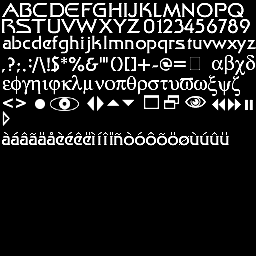 ABCDEFGHIJKLMNOPQ
RSTUVWXYZ0123456789
abcdefghijklmnopqrstuvwxyz
,?;.:/\!$*%&'"()[]+-@=□ αβχδ
εφγηιφκλμνοπθρστυϖωξψζ
<> ●👁◀▶▲▼□🗗👁◀◀▶▶⏸
▷
àáâãäåèéêëìíîïñòóôõöøùúûü